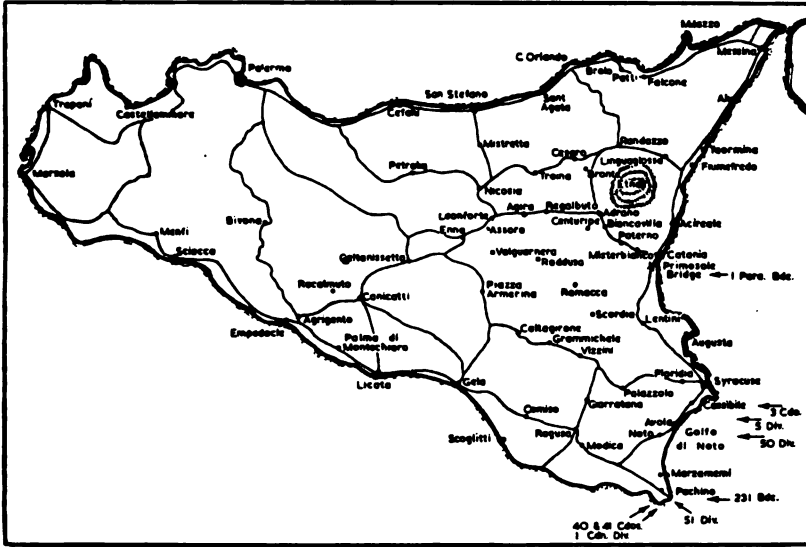 Milazzo
Messina
C. Orlando
Brolo
Patti
Falcone
Palermo
San Stefano
Sant
Agata
Cefalu
Trapani
Castellammare
Ali
Mistretta
Cesaro
Randazzo
Taormina
Linguaglossa
Fiumefredo
Marsala
Petralia
Troina
Bronte
Etna
Nicosia
Bivona
Leonforte
Agira
Regalbuto
Adrano
Biancavilla
Acireale
Enna
Assoro
Centuripe
Paterno
Menfi
Sciacca
Caltanissetta
Valguarnera
Raddusa
Misterbianco
Catania
Primosole
Bridge
1 Para. Bde.
Racalmuto
Canicatti
Piazza
Armerina
Ramacca
Scordia
Lentini
Empedocle
Agrigento
Palma di
Montechiaro
Caltagirone
Grammichele
Vizzini
Augusta
Licata
Gela
Floridia
Syracuse
Palazzolo
Cassibile
3 Cdo.
Comiso
Giarratana
Avola
5 Div.
Scoglitti
Ragusa
Modica
Noto
Golfo
di Noto
50 Div.
Marzamemi
Pachino
231 Bde.
51 Div.
40 & 41 Cdos.
1 Cdn. Div.